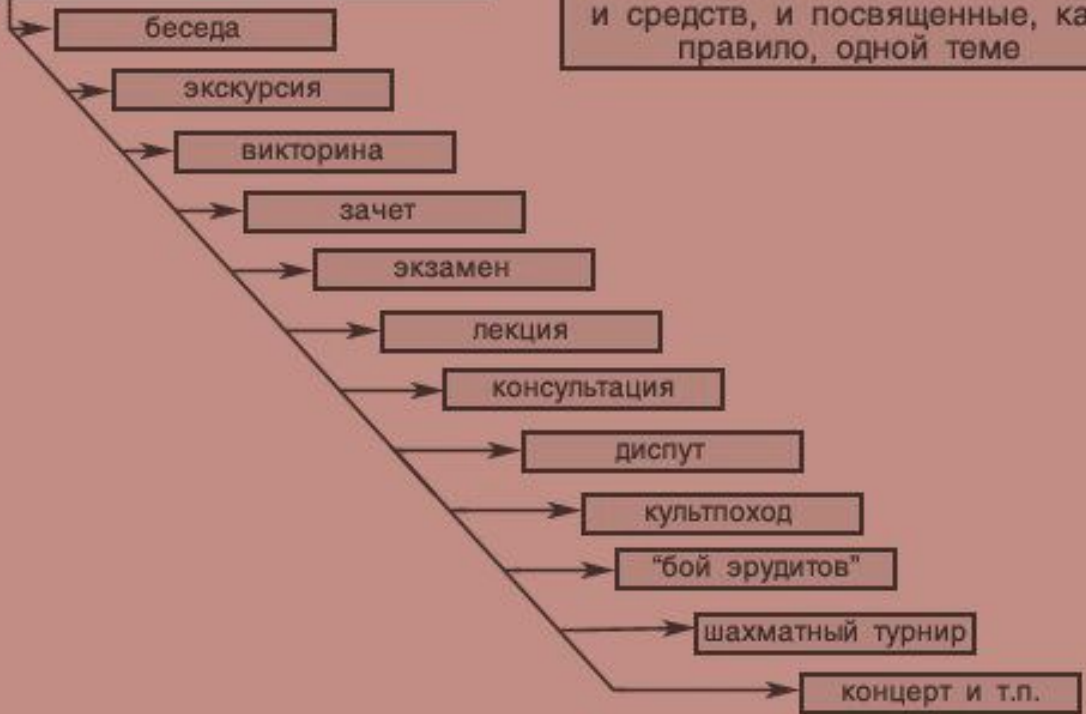 и средств, и посвященные, ка
правило, одной теме
беседа
экскурсия
викторина
зачет
экзамен
лекция
консультация
диспут
культпоход
“бой эрудитов”
шахматный турнир
концерт и т.п.